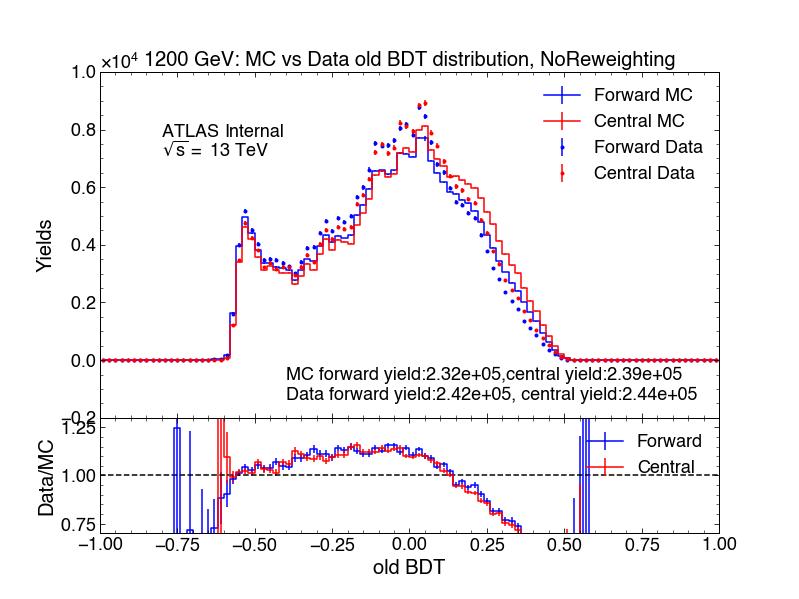 ×10⁴ 1200 GeV: MC vs Data old BDT distribution, NoReweighting
1.0
0.8
0.6
0.4
0.2
0.0
−0.2
Yields
ATLAS Internal
√s = 13 TeV
Forward MC
Central MC
Forward Data
Central Data
MC forward yield:2.32e+05,central yield:2.39e+05
Data forward yield:2.42e+05, central yield:2.44e+05
1.25
1.00
0.75
Data/MC
Forward
Central
−1.00 −0.75 −0.50 −0.25 0.00 0.25 0.50 0.75 1.00
old BDT